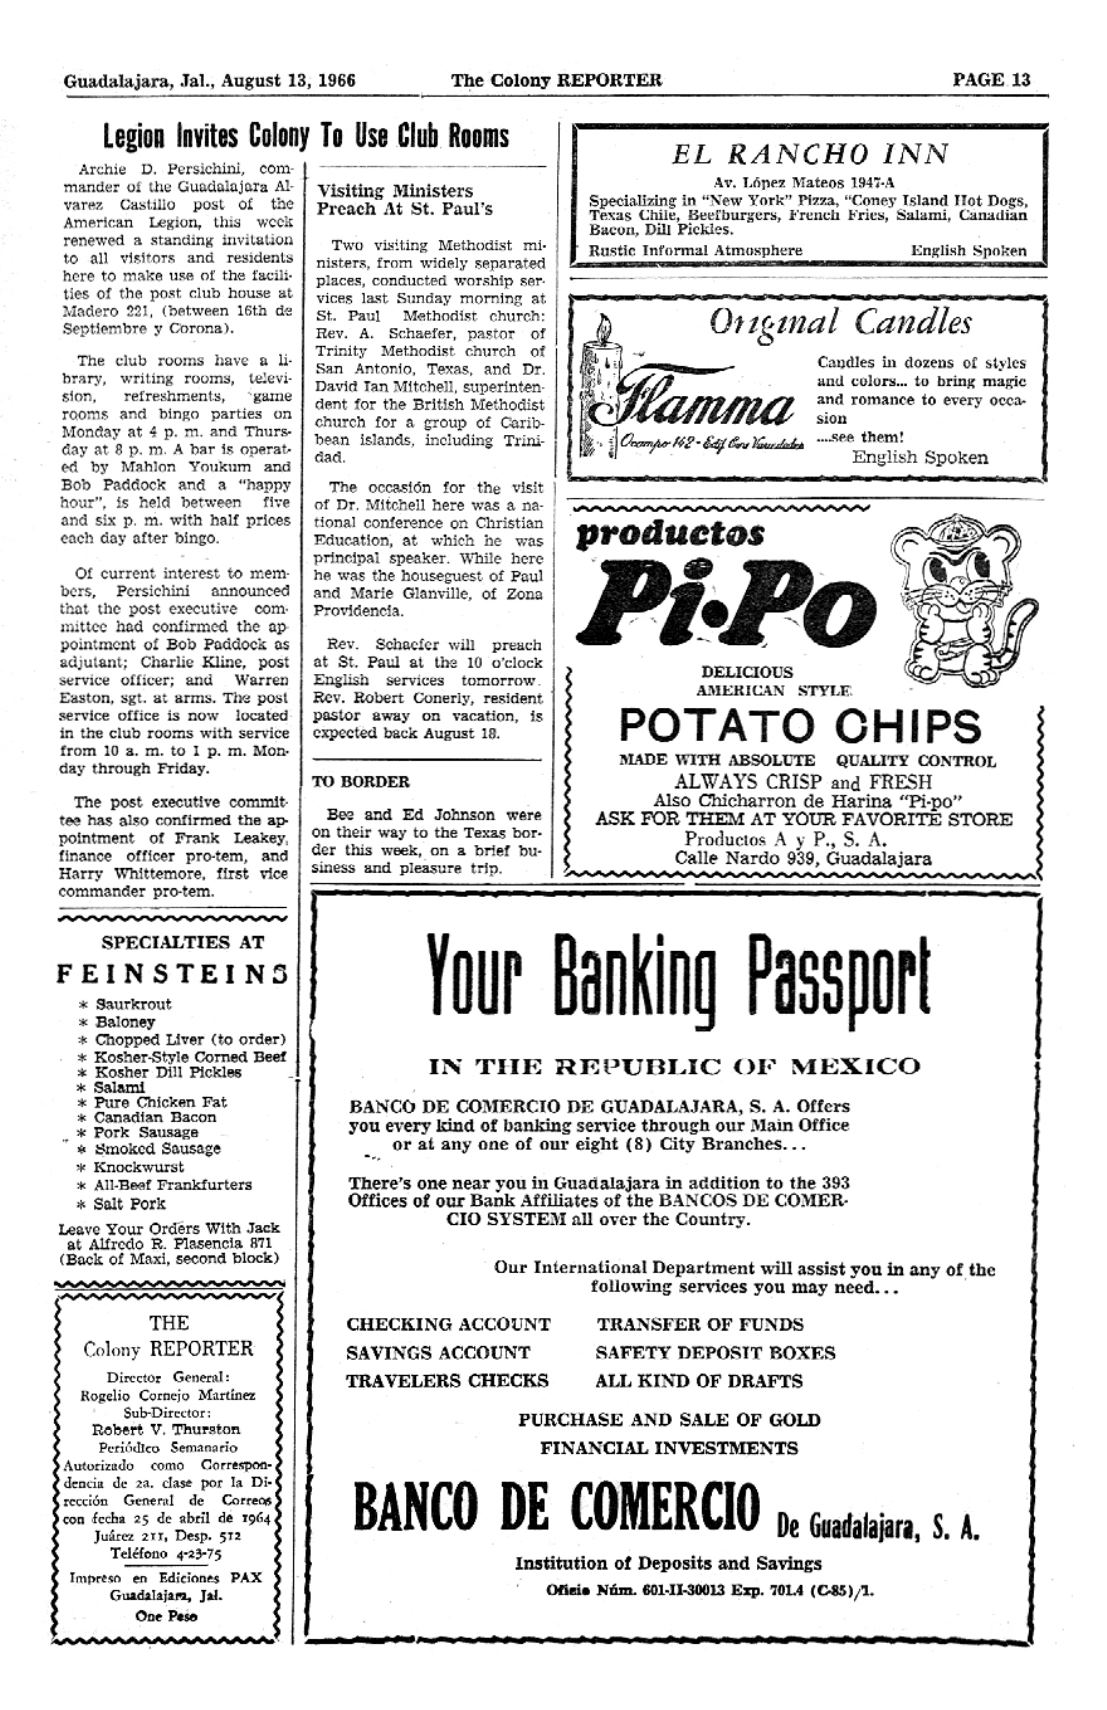 Guadalajara, Jal., August 13, 1966 The Colony REPORTER PAGE 13
Legion Invites Colony To Use Club Rooms
Archie D. Persichini, com-
mander of the Guadalajara Al-
varez Castillo post of the
American Legion, this week
renewed a standing invitation
to all visitors and residents
here to make use of the facili-
ties of the post club house at
Madero 221, (between 16th de
Septiembre y Corona).
The club rooms have a li-
brary, writing rooms, televi-
sion, refreshments, game
rooms and bingo parties on
Monday at 4 p. m. and Thurs-
day at 8 p. m. A bar is operat-
ed by Mahlon Youkum and
Bob Paddock and a "happy
hour", is held between five
and six p. m. with half prices
each day after bingo.
Of current interest to mem-
bers, Persichini announced
that the post executive com-
mittee had confirmed the ap-
pointment of Bob Paddock as
adjutant; Charlie Kline, post
service officer; and Warren
Easton, sgt. at arms. The post
service office is now located
in the club rooms with service
from 10 a. m. to 1 p. m. Mon-
day through Friday.
The post executive commit-
tee has also confirmed the ap-
pointment of Frank Leakey,
finance officer pro-tem, and
Harry Whittemore, first vice
commander pro-tem.
SPECIALTIES AT
FEINSTEINS
* Saurkrout
* Baloney
* Chopped Liver (to order)
* Kosher-Style Corned Beef
* Kosher Dill Pickles
* Salami
* Pure Chicken Fat
* Canadian Bacon
* Pork Sausage
* Smoked Sausage
* Knockwurst
* All-Beef Frankfurters
* Salt Pork
Leave Your Orders With Jack
at Alfredo R. Plasencia 871
(Back of Maxi, second block)
THE
Colony REPORTER
Director General:
Rogelio Cornejo Martínez
Sub-Director:
Robert V. Thurston
Periódico Semanario
Autorizado como Correspon-
dencia de 2a. clase por la Di-
rección General de Correos
con fecha 25 de abril de 1964
Juárez 211, Desp. 512
Teléfono 4-23-75
Impreso en Ediciones PAX
Guadalajara, Jal.
One Peso
Visiting Ministers
Preach At St. Paul's
Two visiting Methodist mi-
nisters, from widely separated
places, conducted worship ser-
vices last Sunday morning at
St. Paul Methodist church:
Rev. A. Schaefer, pastor of
Trinity Methodist church of
San Antonio, Texas, and Dr.
David Ian Mitchell, superinten-
dent for the British Methodist
church for a group of Carib-
bean islands, including Trini-
dad.
The occasión for the visit
of Dr. Mitchell here was a na-
tional conference on Christian
Education, at which he was
principal speaker. While here
he was the houseguest of Paul
and Marie Glanville, of Zona
Providencia.
Rev. Schaefer will preach
at St. Paul at the 10 o'clock
English services tomorrow.
Rev. Robert Conerly, resident
pastor away on vacation, is
expected back August 18.
TO BORDER
Bee and Ed Johnson were
on their way to the Texas bor-
der this week, on a brief bu-
siness and pleasure trip.
EL RANCHO INN
Av. López Mateos 1947-A
Specializing in "New York" Pizza, "Coney Island Hot Dogs,
Texas Chile, Beefburgers, French Fries, Salami, Canadian
Bacon, Dill Pickles.
Rustic Informal Atmosphere English Spoken
Original Candles
Flamma
Ocampo 162 - Edif.
Candles in dozens of styles
and colors... to bring magic
and romance to every occa-
sion
....see them!
English Spoken
productos
Pi·Po
DELICIOUS
AMERICAN STYLE
POTATO CHIPS
MADE WITH ABSOLUTE QUALITY CONTROL
ALWAYS CRISP and FRESH
Also Chicharron de Harina "Pi-po"
ASK FOR THEM AT YOUR FAVORITE STORE
Productos A y P., S. A.
Calle Nardo 939, Guadalajara
Your Banking Passport
IN THE REPUBLIC OF MEXICO
BANCO DE COMERCIO DE GUADALAJARA, S. A. Offers
you every kind of banking service through our Main Office
or at any one of our eight (8) City Branches...
There's one near you in Guadalajara in addition to the 393
Offices of our Bank Affiliates of the BANCOS DE COMER-
CIO SYSTEM all over the Country.
Our International Department will assist you in any of the
following services you may need...
CHECKING ACCOUNT TRANSFER OF FUNDS
SAVINGS ACCOUNT SAFETY DEPOSIT BOXES
TRAVELERS CHECKS ALL KIND OF DRAFTS
PURCHASE AND SALE OF GOLD
FINANCIAL INVESTMENTS
BANCO DE COMERCIO De Guadalajara, S. A.
Institution of Deposits and Savings
Oficio Núm. 601-II-30013 Exp. 701.4 (C-85)/1.